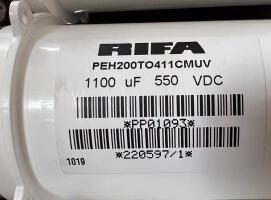 RIFA
PEH200TO411CMUV
1100 uF 550 VDC
*PP01093*
1019
*220597/1*